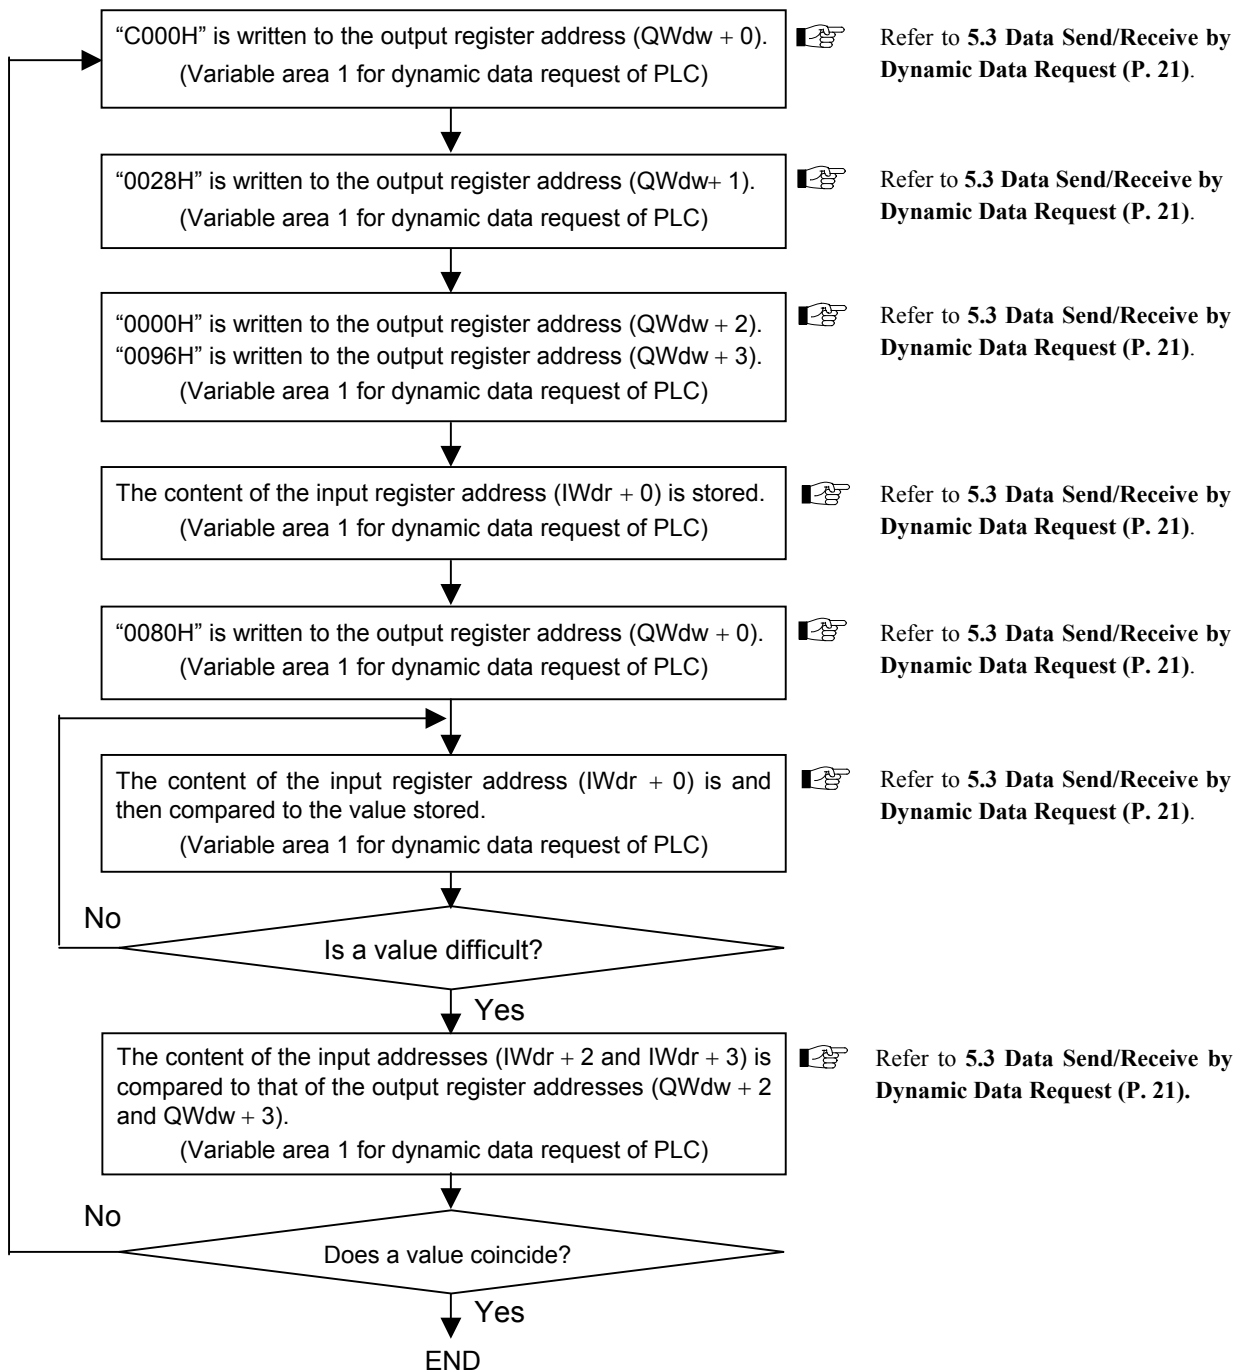 “C000H” is written to the output register address (QWdw + 0).
(Variable area 1 for dynamic data request of PLC)
Refer to 5.3 Data Send/Receive by
Dynamic Data Request (P. 21).
“0028H” is written to the output register address (QWdw+ 1).
(Variable area 1 for dynamic data request of PLC)
Refer to 5.3 Data Send/Receive by
Dynamic Data Request (P. 21).
“0000H” is written to the output register address (QWdw + 2).
“0096H” is written to the output register address (QWdw + 3).
(Variable area 1 for dynamic data request of PLC)
Refer to 5.3 Data Send/Receive by
Dynamic Data Request (P. 21).
The content of the input register address (IWdr + 0) is stored.
(Variable area 1 for dynamic data request of PLC)
Refer to 5.3 Data Send/Receive by
Dynamic Data Request (P. 21).
“0080H” is written to the output register address (QWdw + 0).
(Variable area 1 for dynamic data request of PLC)
Refer to 5.3 Data Send/Receive by
Dynamic Data Request (P. 21).
The content of the input register address (IWdr + 0) is and
then compared to the value stored.
(Variable area 1 for dynamic data request of PLC)
Refer to 5.3 Data Send/Receive by
Dynamic Data Request (P. 21).
No
Is a value difficult?
Yes
The content of the input addresses (IWdr + 2 and IWdr + 3) is
compared to that of the output register addresses (QWdw + 2
and QWdw + 3).
(Variable area 1 for dynamic data request of PLC)
Refer to 5.3 Data Send/Receive by
Dynamic Data Request (P. 21).
No
Does a value coincide?
Yes
END